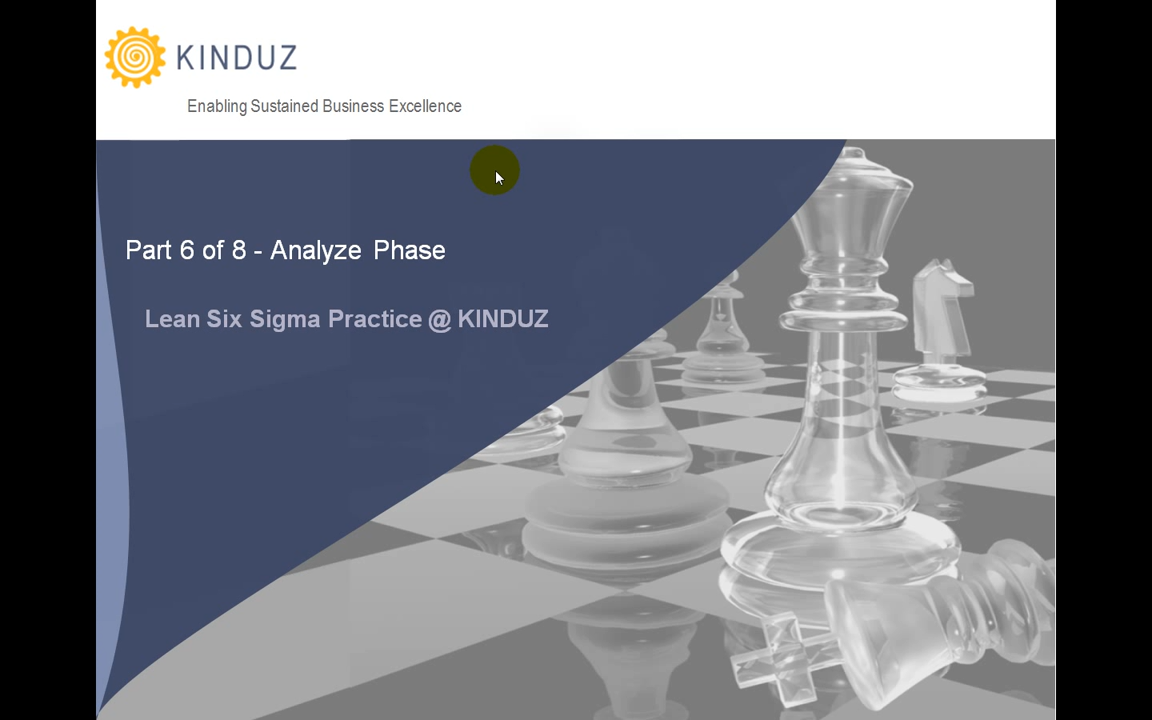 KINDUZ
Enabling Sustained Business Excellence
Part 6 of 8 - Analyze Phase
Lean Six Sigma Practice @ KINDUZ